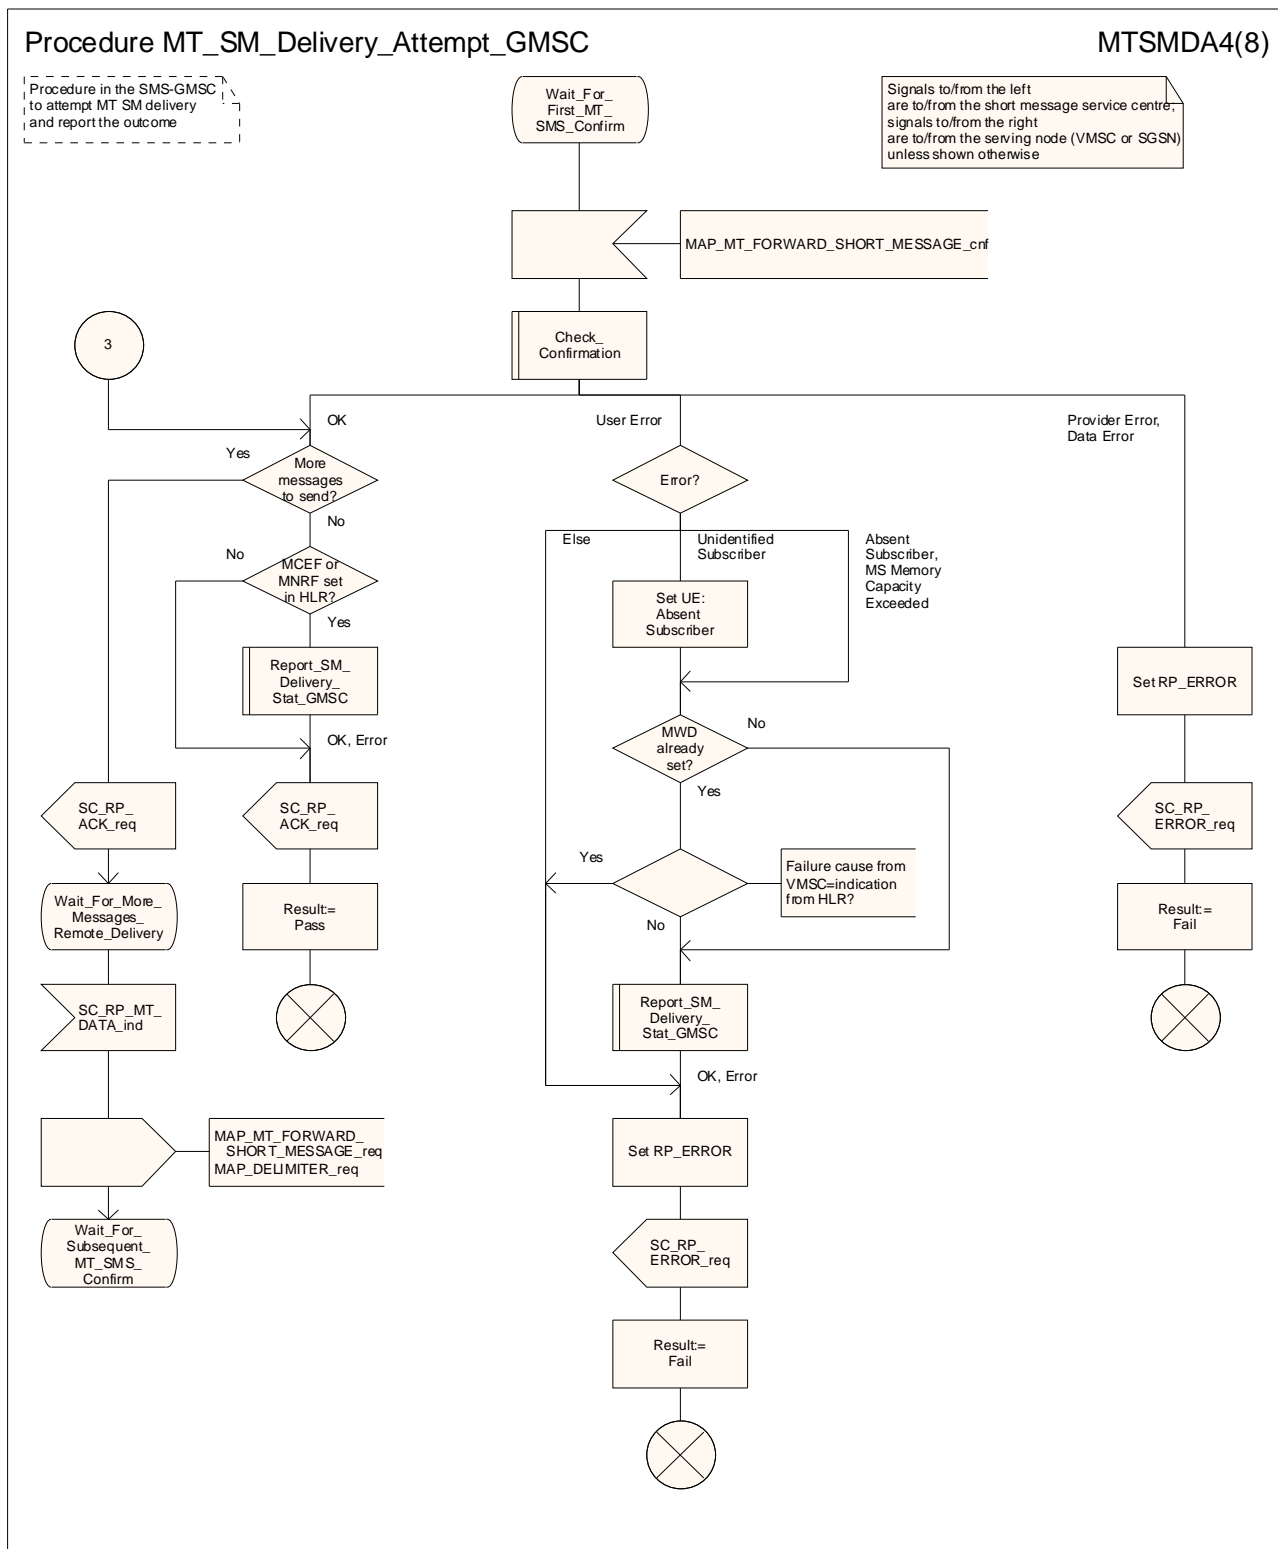 Procedure MT_SM_Delivery_Attempt_GMSC
MTSMDA4(8)
Procedure in the SMS-GMSC
to attempt MT SM delivery
and report the outcome
Wait_For_
First_MT_
SMS_Confirm
Signals to/from the left
are to/from the short message service centre;
signals to/from the right
are to/from the serving node (VMSC or SGSN)
unless shown otherwise
MAP_MT_FORWARD_SHORT_MESSAGE_cnf
3
Check_
Confirmation
OK
User Error
Provider Error,
Data Error
Yes
More
messages
to send?
Error?
No
No
MCEF or
MNRF set
in HLR?
Yes
Else
Unidentified
Subscriber
Absent
Subscriber,
MS Memory
Capacity
Exceeded
Set UE:
Absent
Subscriber
Report_SM_
Delivery_
Stat_GMSC
Set RP_ERROR
OK, Error
MWD
already
set?
No
Yes
SC_RP_
ACK_req
SC_RP_
ACK_req
SC_RP_
ERROR_req
Yes
Failure cause from
VMSC=indication
from HLR?
No
Wait_For_More_
Messages_
Remote_Delivery
Result:=
Pass
Result:=
Fail
SC_RP_MT_
DATA_ind
Report_SM_
Delivery_
Stat_GMSC
OK, Error
MAP_MT_FORWARD_
SHORT_MESSAGE_req
MAP_DELIMITER_req
Set RP_ERROR
Wait_For_
Subsequent_
MT_SMS_
Confirm
SC_RP_
ERROR_req
Result:=
Fail